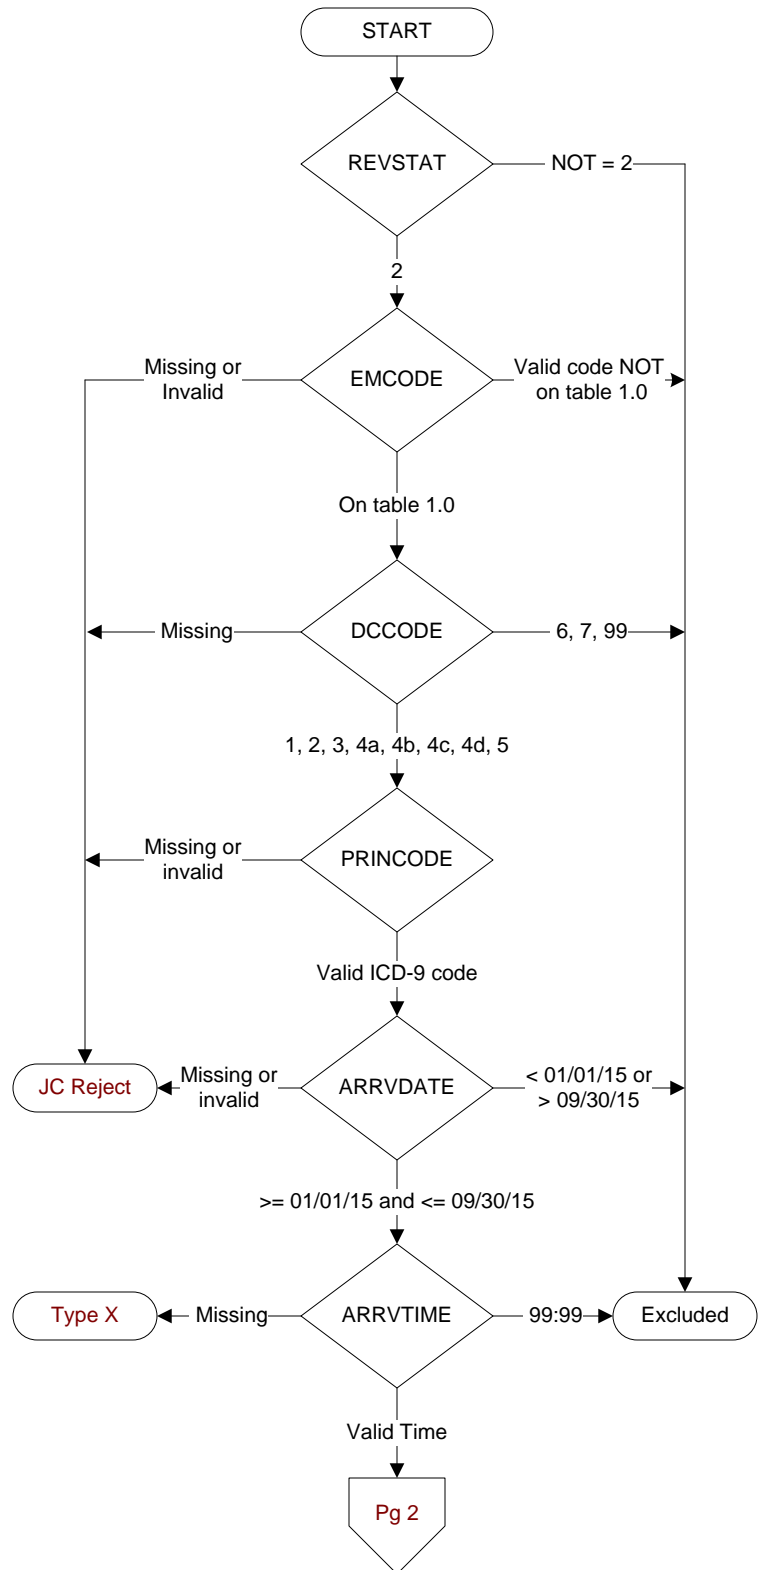 START
REVSTAT
NOT = 2
2
Missing or
Invalid
EMCODE
Valid code NOT
on table 1.0
On table 1.0
Missing
DCCODE
6, 7, 99
1, 2, 3, 4a, 4b, 4c, 4d, 5
Missing or
invalid
PRINCODE
Valid ICD-9 code
JC Reject
Missing or
invalid
ARRVDATE
< 01/01/15 or
> 09/30/15
>= 01/01/15 and <= 09/30/15
Type X
Missing
ARRVTIME
99:99
Excluded
Valid Time
Pg 2